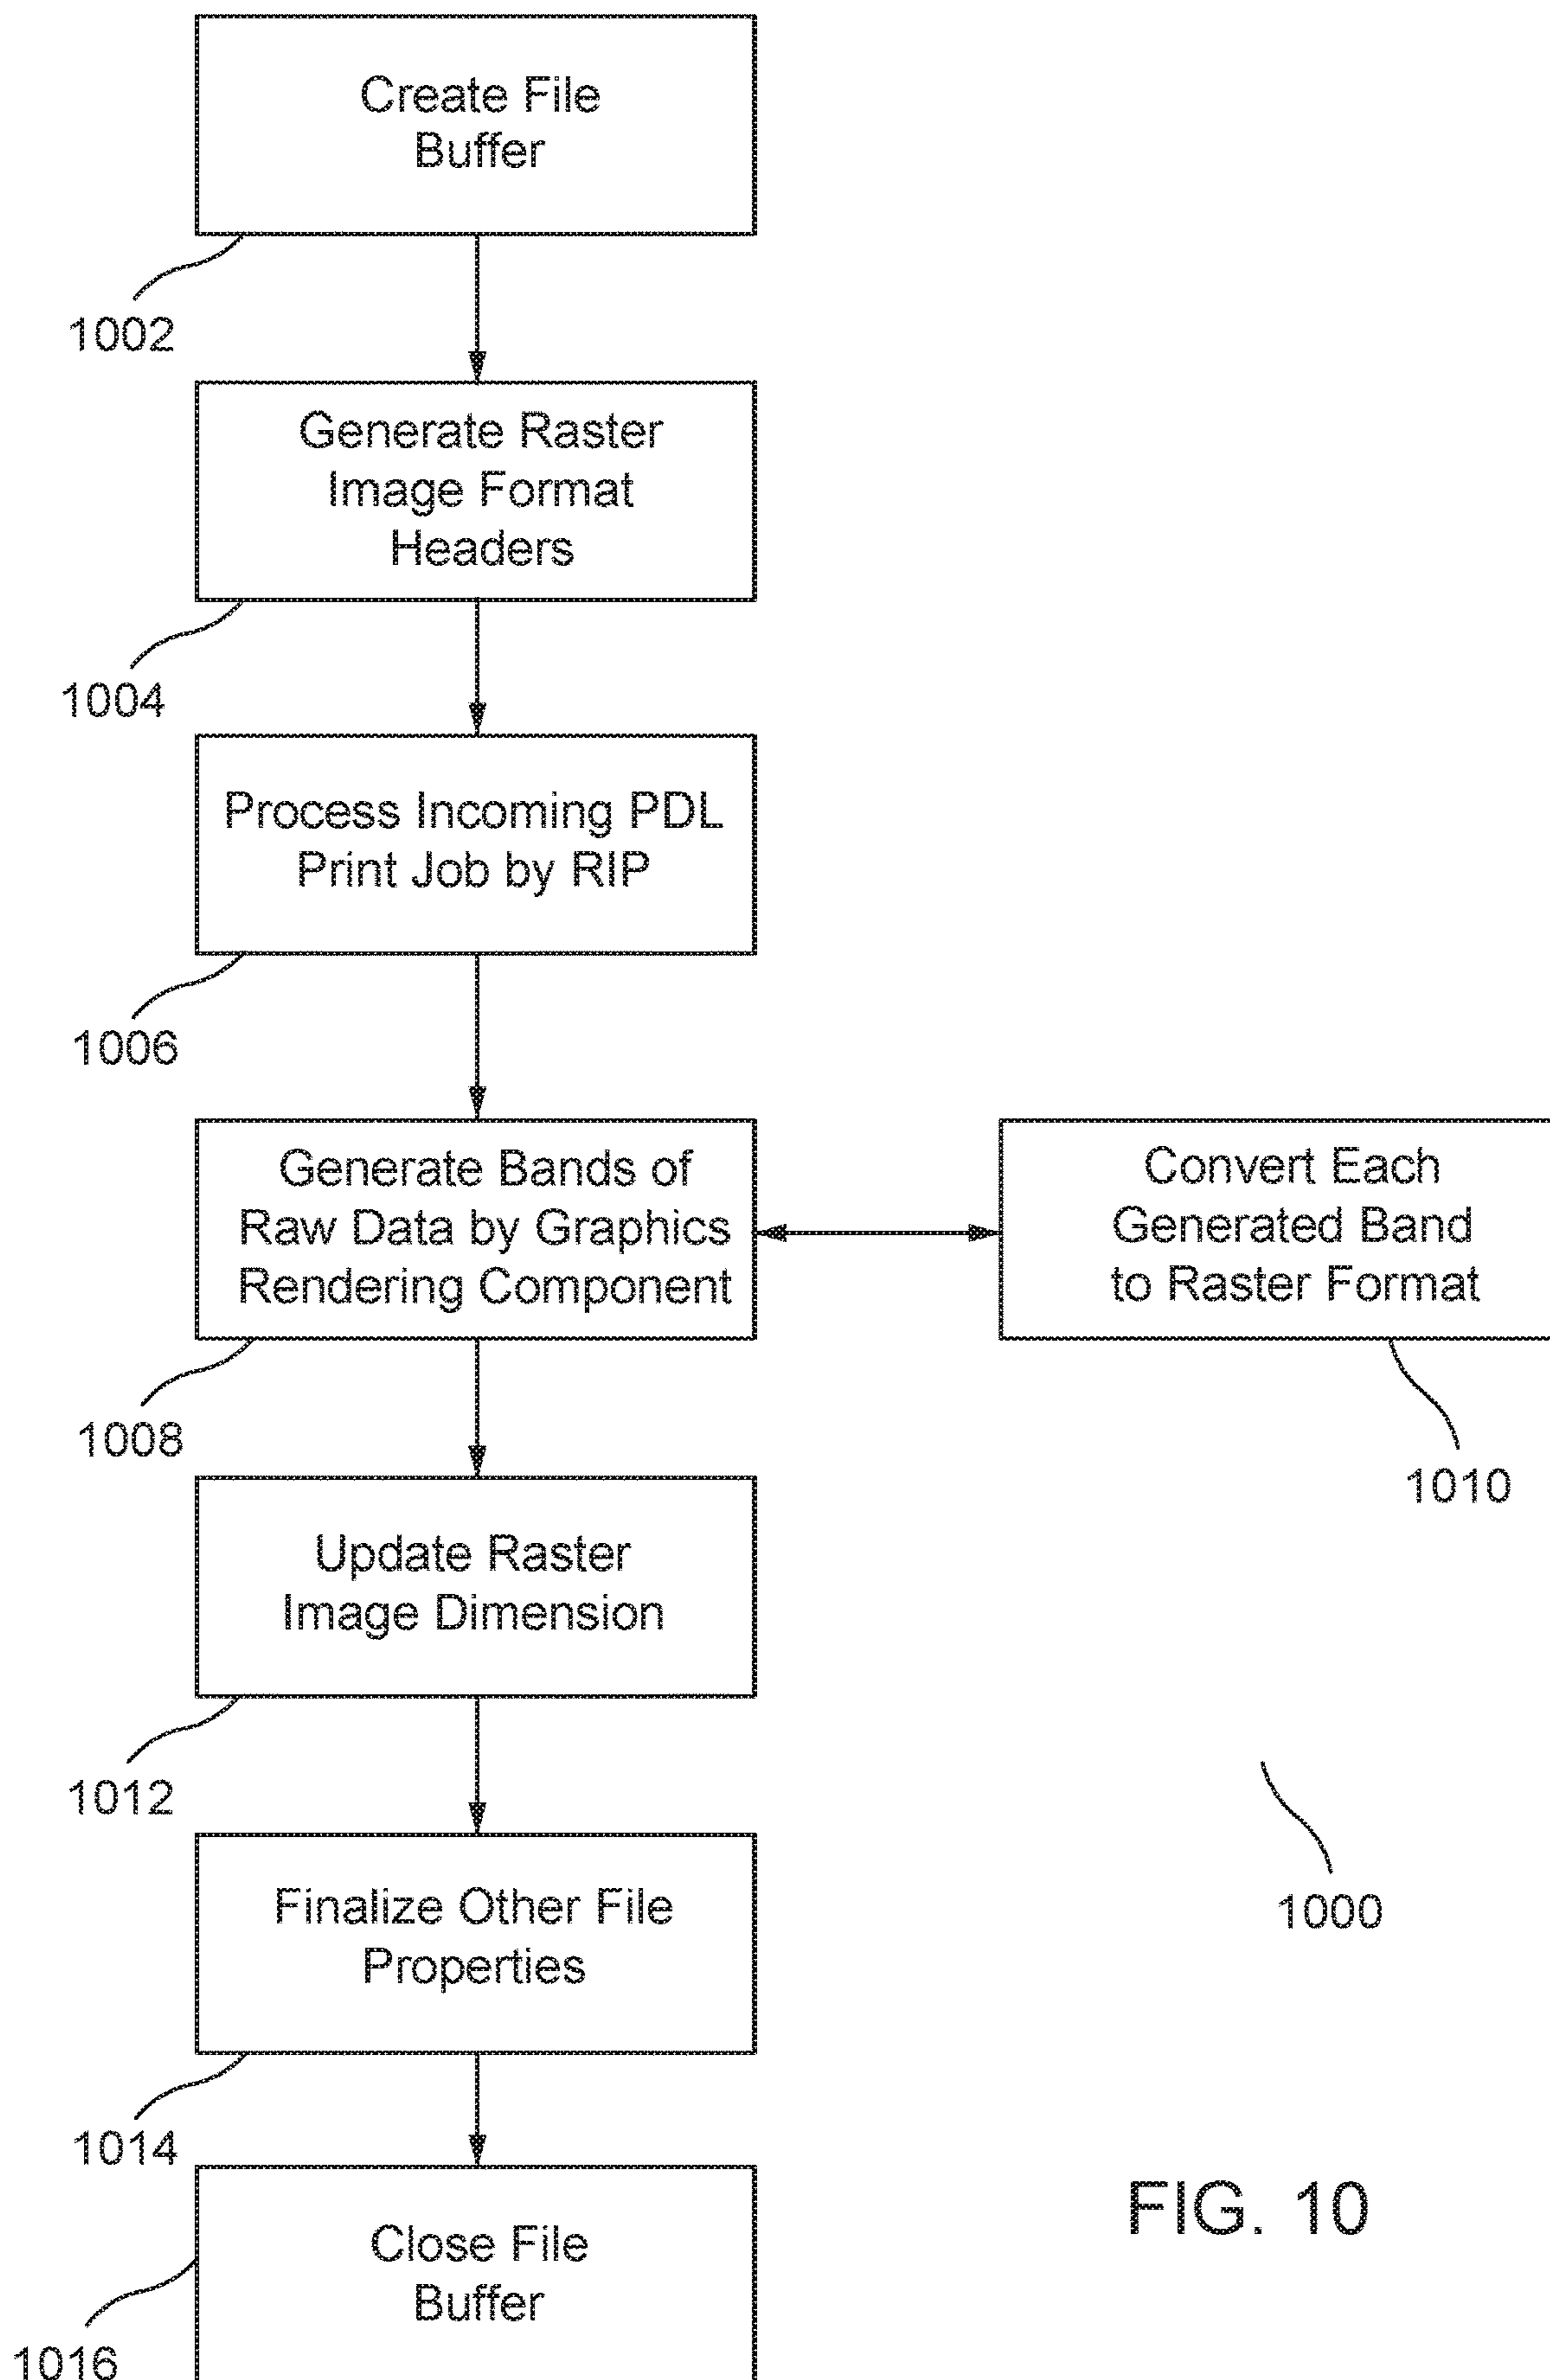 Create File
Buffer
1002
Generate Raster
Image Format
Headers
1004
Process Incoming PDL
Print Job by RIP
1006
Generate Bands of
Raw Data by Graphics
Rendering Component
1008
Convert Each
Generated Band
to Raster Format
1010
Update Raster
Image Dimension
1012
1000
Finalize Other File
Properties
1014
Close File
Buffer
1016
FIG. 10